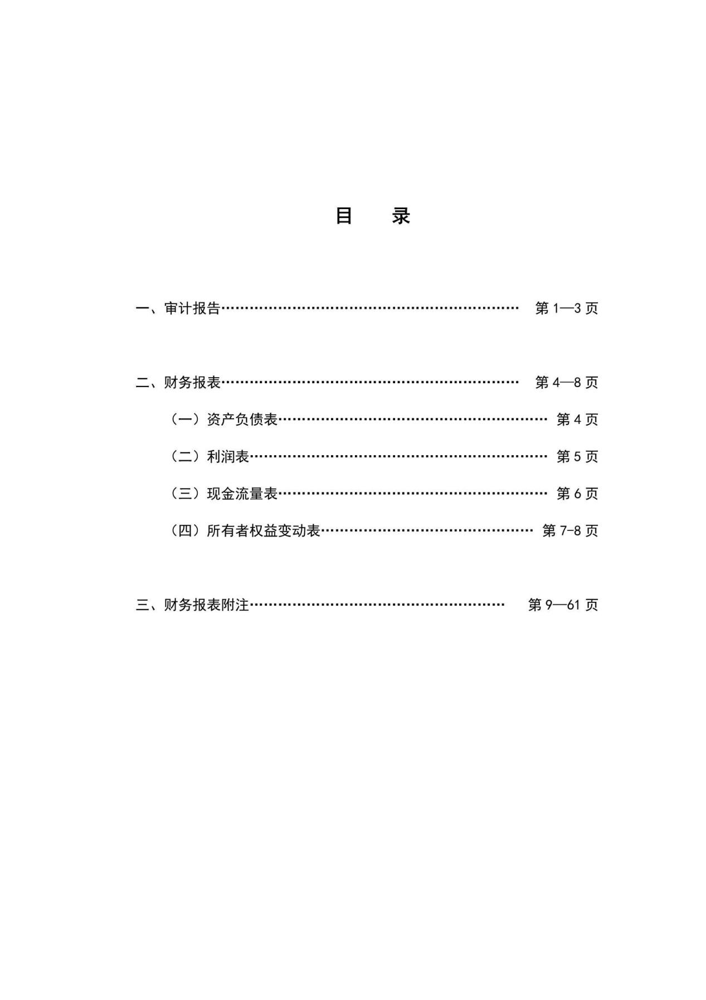 目　　录
一、审计报告…………………………………………………………　第 1—3 页
二、财务报表…………………………………………………………　第 4—8 页
（一）资产负债表……………………………………………………　第 4 页
（二）利润表…………………………………………………………　第 5 页
（三）现金流量表……………………………………………………　第 6 页
（四）所有者权益变动表…………………………………………　第 7-8 页
三、财务报表附注…………………………………………………　第 9—61 页